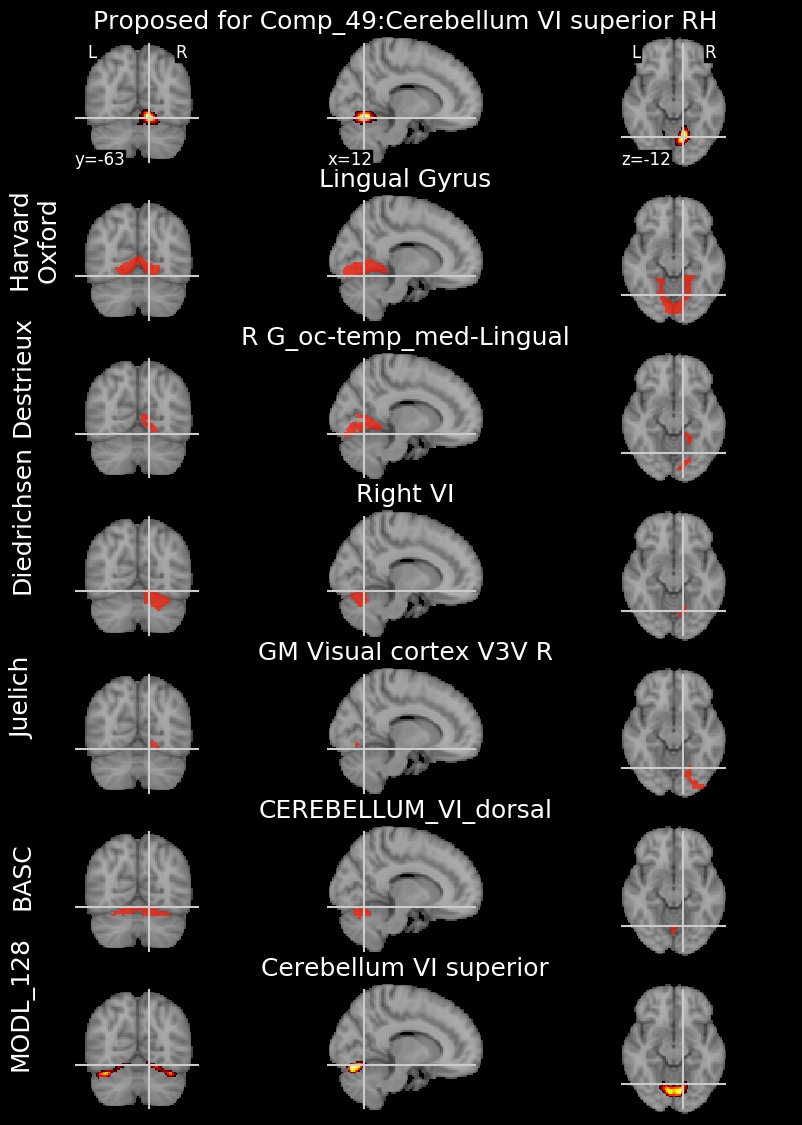 Proposed for Comp_49:Cerebellum VI superior RH
L R L R
y=-63 x=12 z=-12
Lingual Gyrus
Harvard
Oxford
R G_oc-temp_med-Lingual
Destrieux
Right VI
Diedrichsen
GM Visual cortex V3V R
Juelich
CEREBELLUM_VI_dorsal
BASC
Cerebellum VI superior
MODL_128